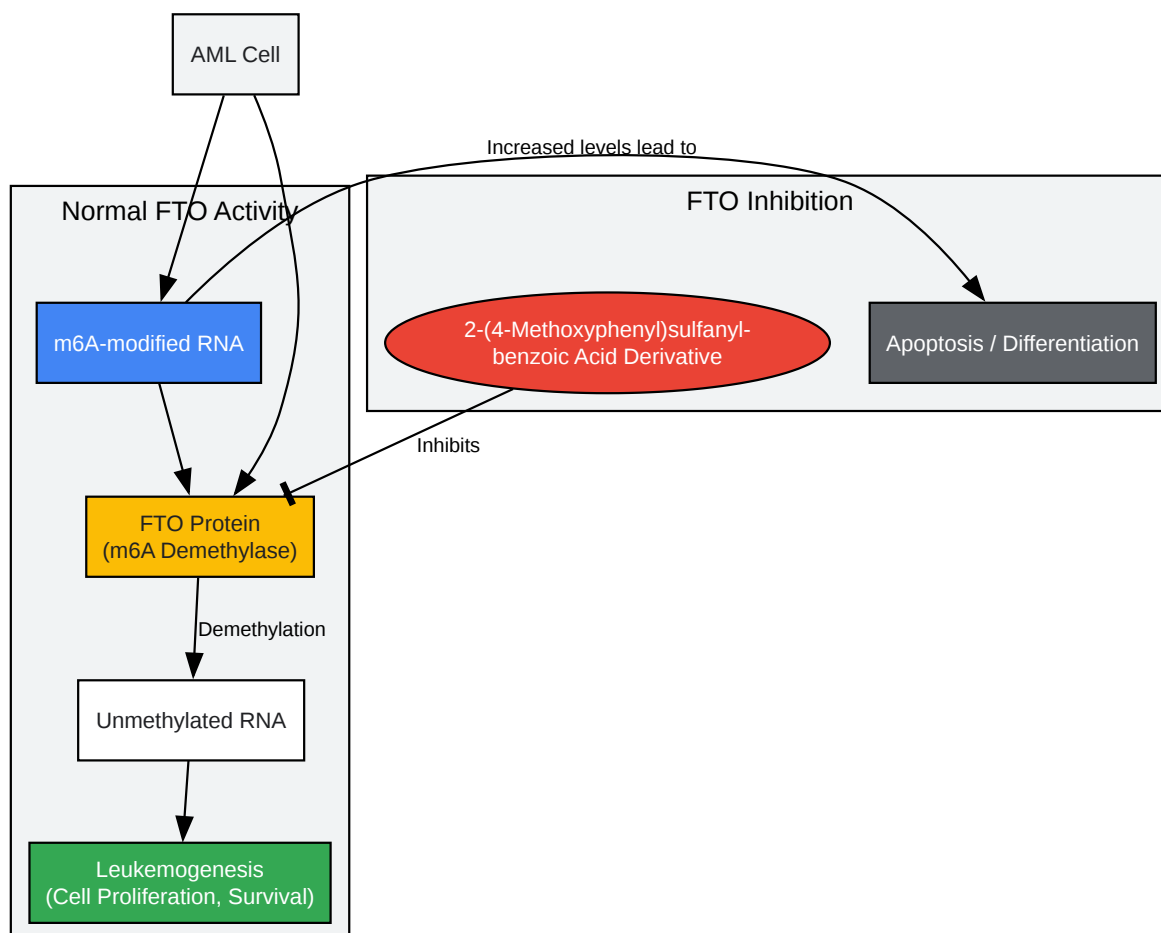 AML Cell
Increased levels lead to
Normal FTO Activity
FTO Inhibition
m6A-modified RNA
2-(4-Methoxyphenyl)sulfanyl-
benzoic Acid Derivative
Apoptosis / Differentiation
Inhibits
FTO Protein
(m6A Demethylase)
Demethylation
Unmethylated RNA
Leukemogenesis
(Cell Proliferation, Survival)